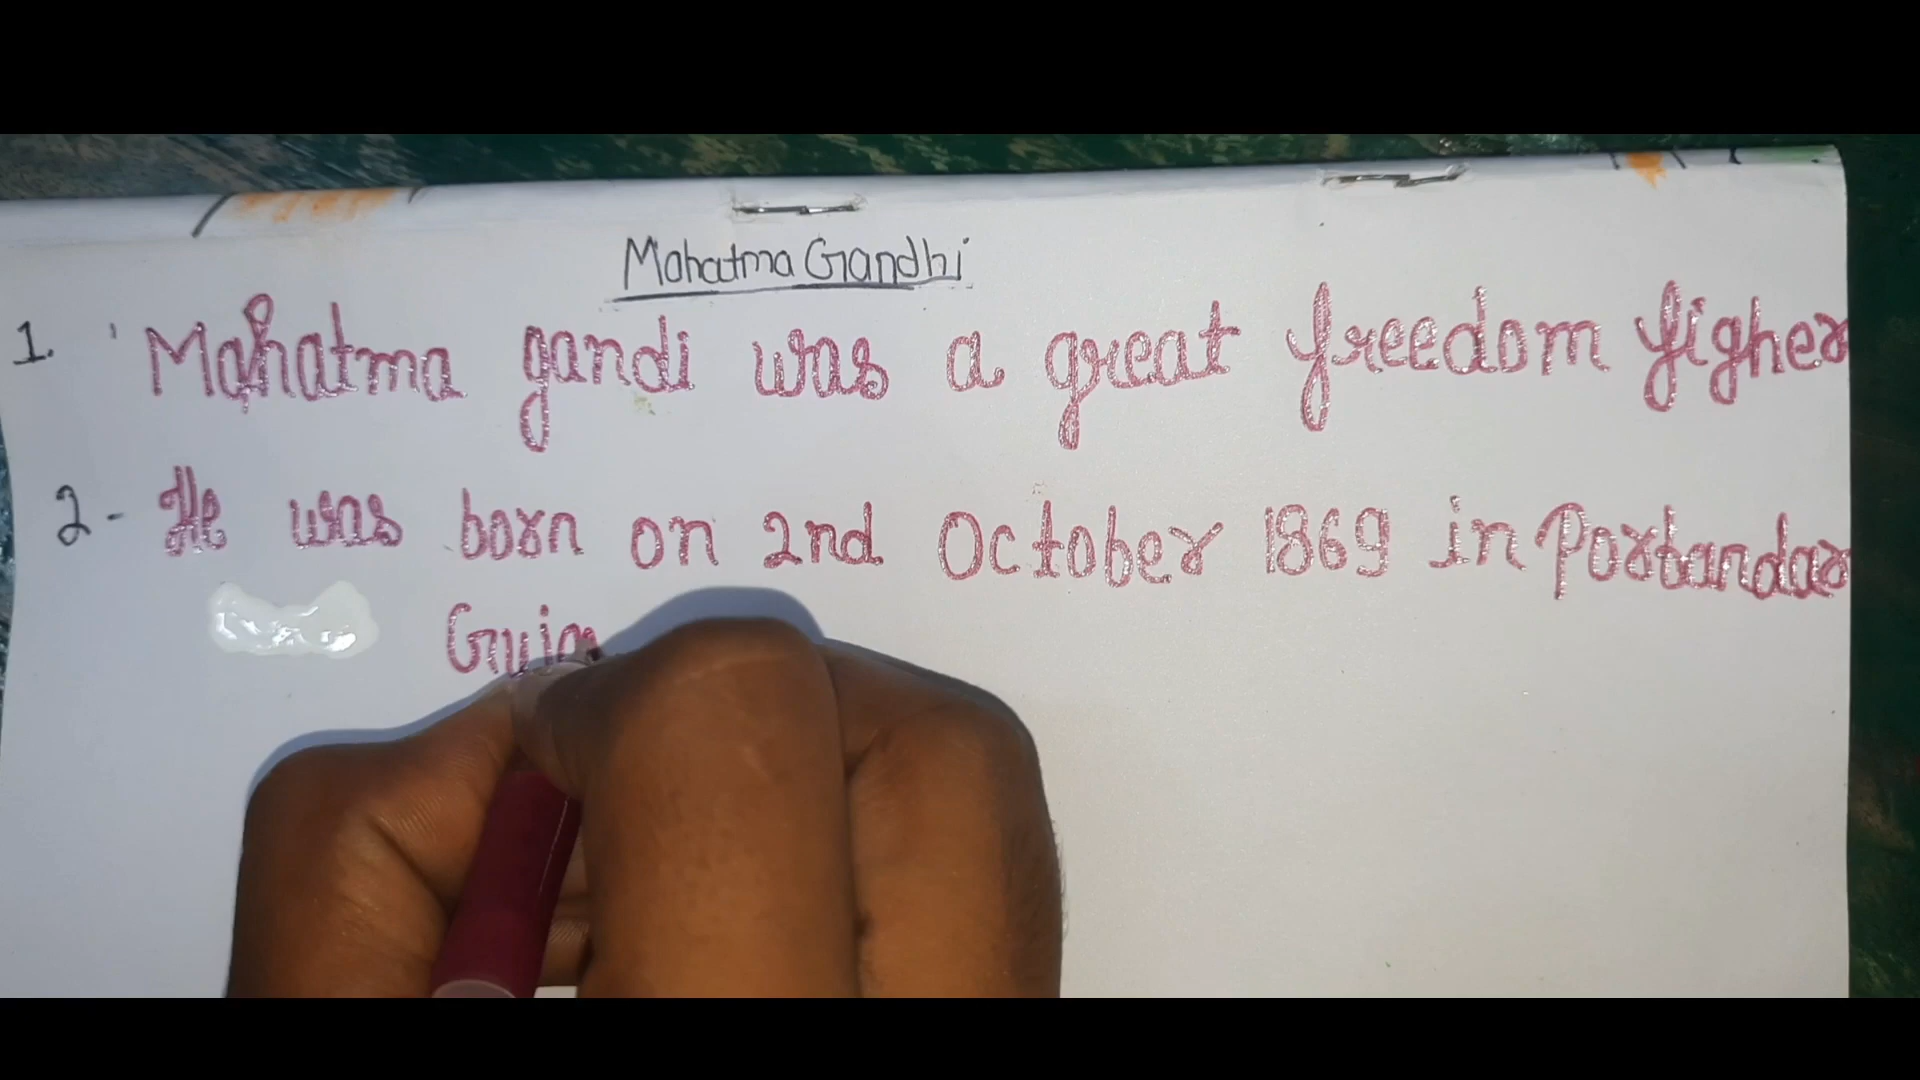 Mahatma Gandhi
1. Mahatma gandi was a great freedom figher
2- He was born on 2nd October 1869 in Porbandar
Guja